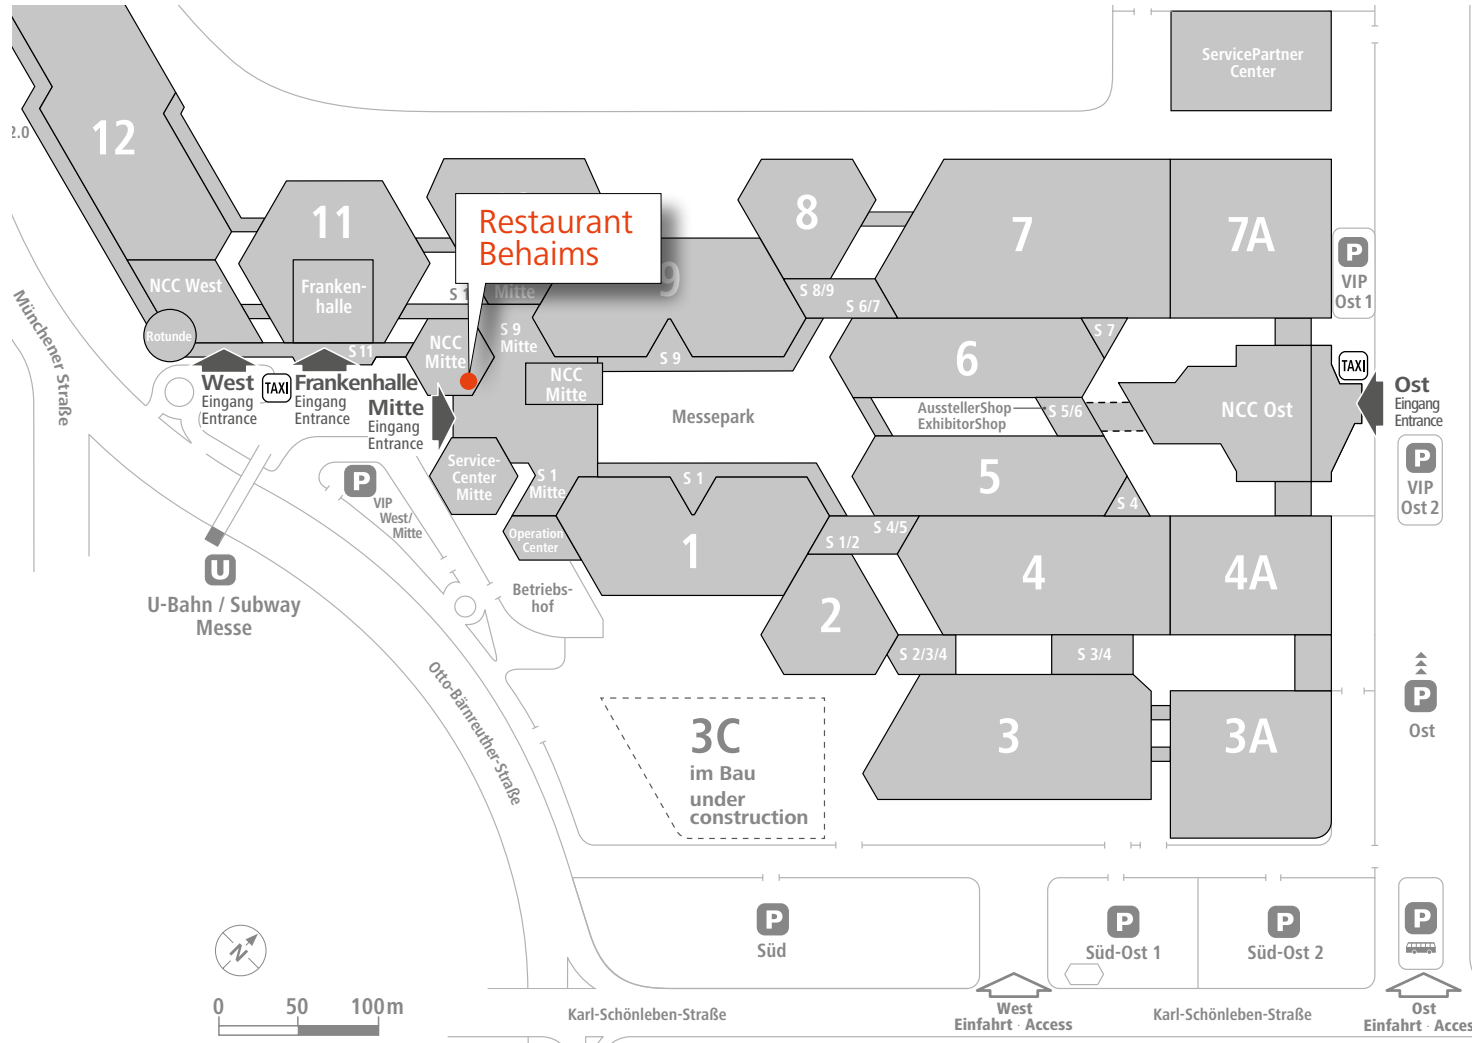 ServicePartner
Center
12
2.0
11
8
7
7A
Restaurant
Behaims
9
P
VIP
Ost 1
NCC West
Franken-
halle
S 1
Mitte
S 8/9
S 6/7
Rotunde
S 11
NCC
Mitte
S 9
Mitte
S 9
6
S 7
Münchener Straße
West
Eingang
Entrance
TAXI
Frankenhalle
Eingang
Entrance
Mitte
Eingang
Entrance
NCC
Mitte
Messepark
AusstellerShop
ExhibitorShop
S 5/6
NCC Ost
TAXI
Ost
Eingang
Entrance
P
VIP
Ost 2
Service-
Center
Mitte
S 1
Mitte
S 1
5
S 4
P
VIP
West/
Mitte
Operation
Center
1
S 1/2
S 4/5
4
4A
U
U-Bahn / Subway
Messe
Betriebs-
hof
2
S 2/3/4
S 3/4
Otto-Bärnreuther-Straße
3C
im Bau
under
construction
3
3A
P
Ost
P
Süd
P
Süd-Ost 1
P
Süd-Ost 2
P
N
0 50 100 m
Karl-Schönleben-Straße
West
Einfahrt · Access
Karl-Schönleben-Straße
Ost
Einfahrt · Access